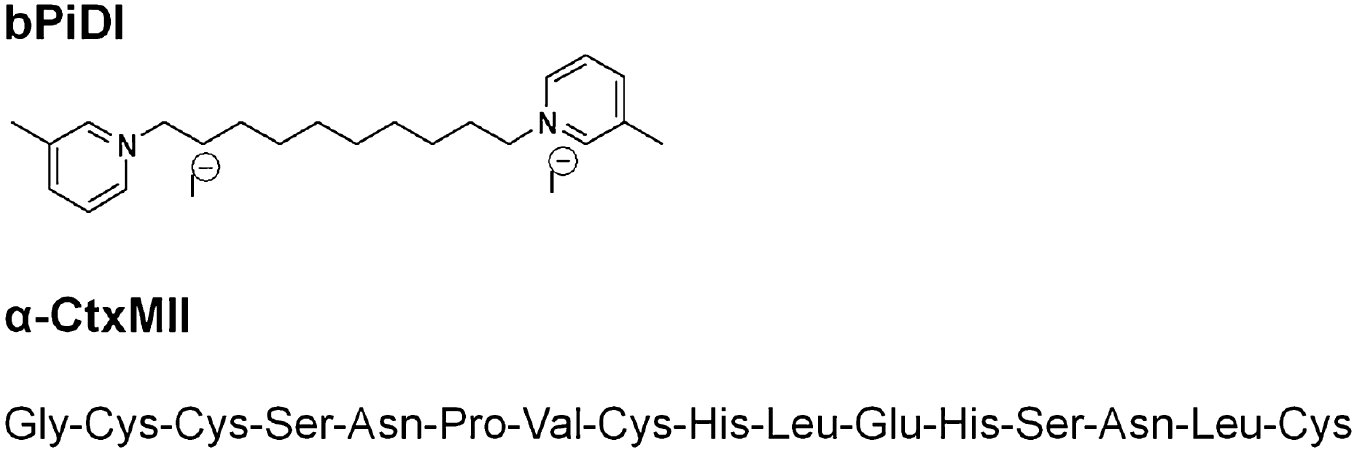 bPiDI
N
N
I
I
α-CtxMII
Gly-Cys-Cys-Ser-Asn-Pro-Val-Cys-His-Leu-Glu-His-Ser-Asn-Leu-Cys